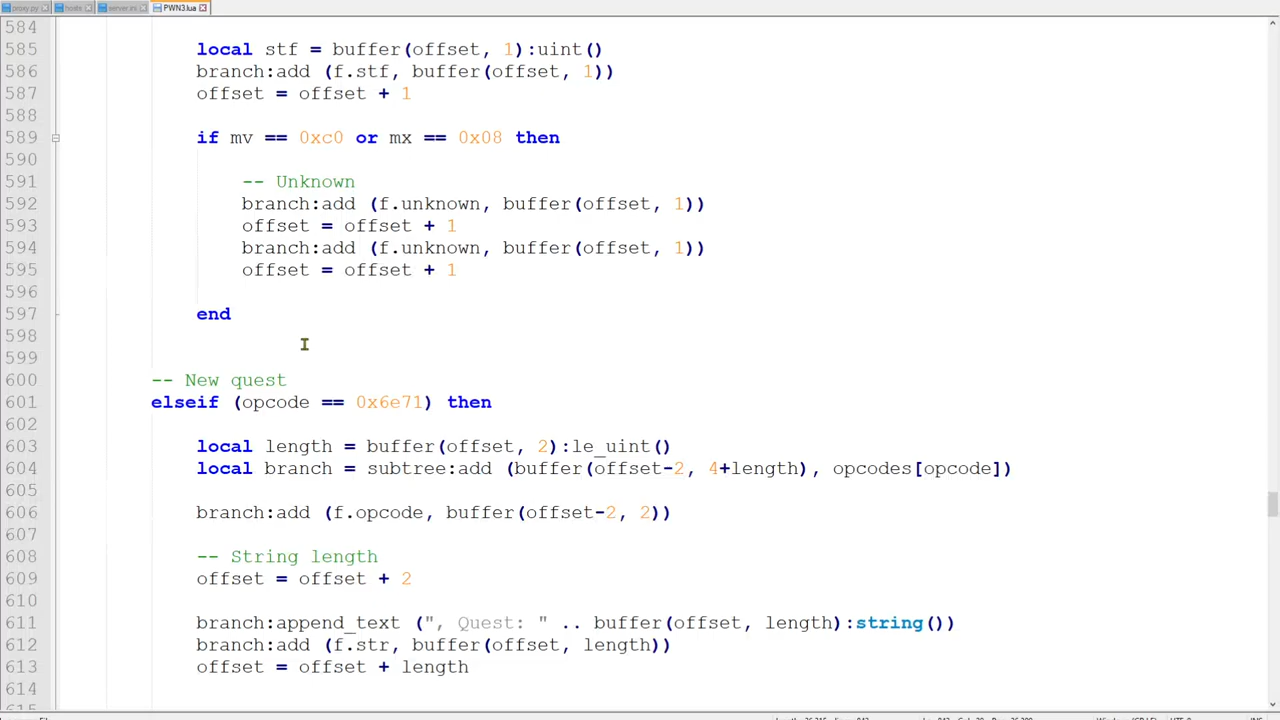 proxy.py hosts server.ini PWN3.lua
584
585 local stf = buffer(offset, 1):uint()
586 branch:add (f.stf, buffer(offset, 1))
587 offset = offset + 1
588
589 if mv == 0xc0 or mx == 0x08 then
590
591 -- Unknown
592 branch:add (f.unknown, buffer(offset, 1))
593 offset = offset + 1
594 branch:add (f.unknown, buffer(offset, 1))
595 offset = offset + 1
596
597 end
598
599
600 -- New quest
601 elseif (opcode == 0x6e71) then
602
603 local length = buffer(offset, 2):le_uint()
604 local branch = subtree:add (buffer(offset-2, 4+length), opcodes[opcode])
605
606 branch:add (f.opcode, buffer(offset-2, 2))
607
608 -- String length
609 offset = offset + 2
610
611 branch:append_text (", Quest: " .. buffer(offset, length):string())
612 branch:add (f.str, buffer(offset, length))
613 offset = offset + length
614